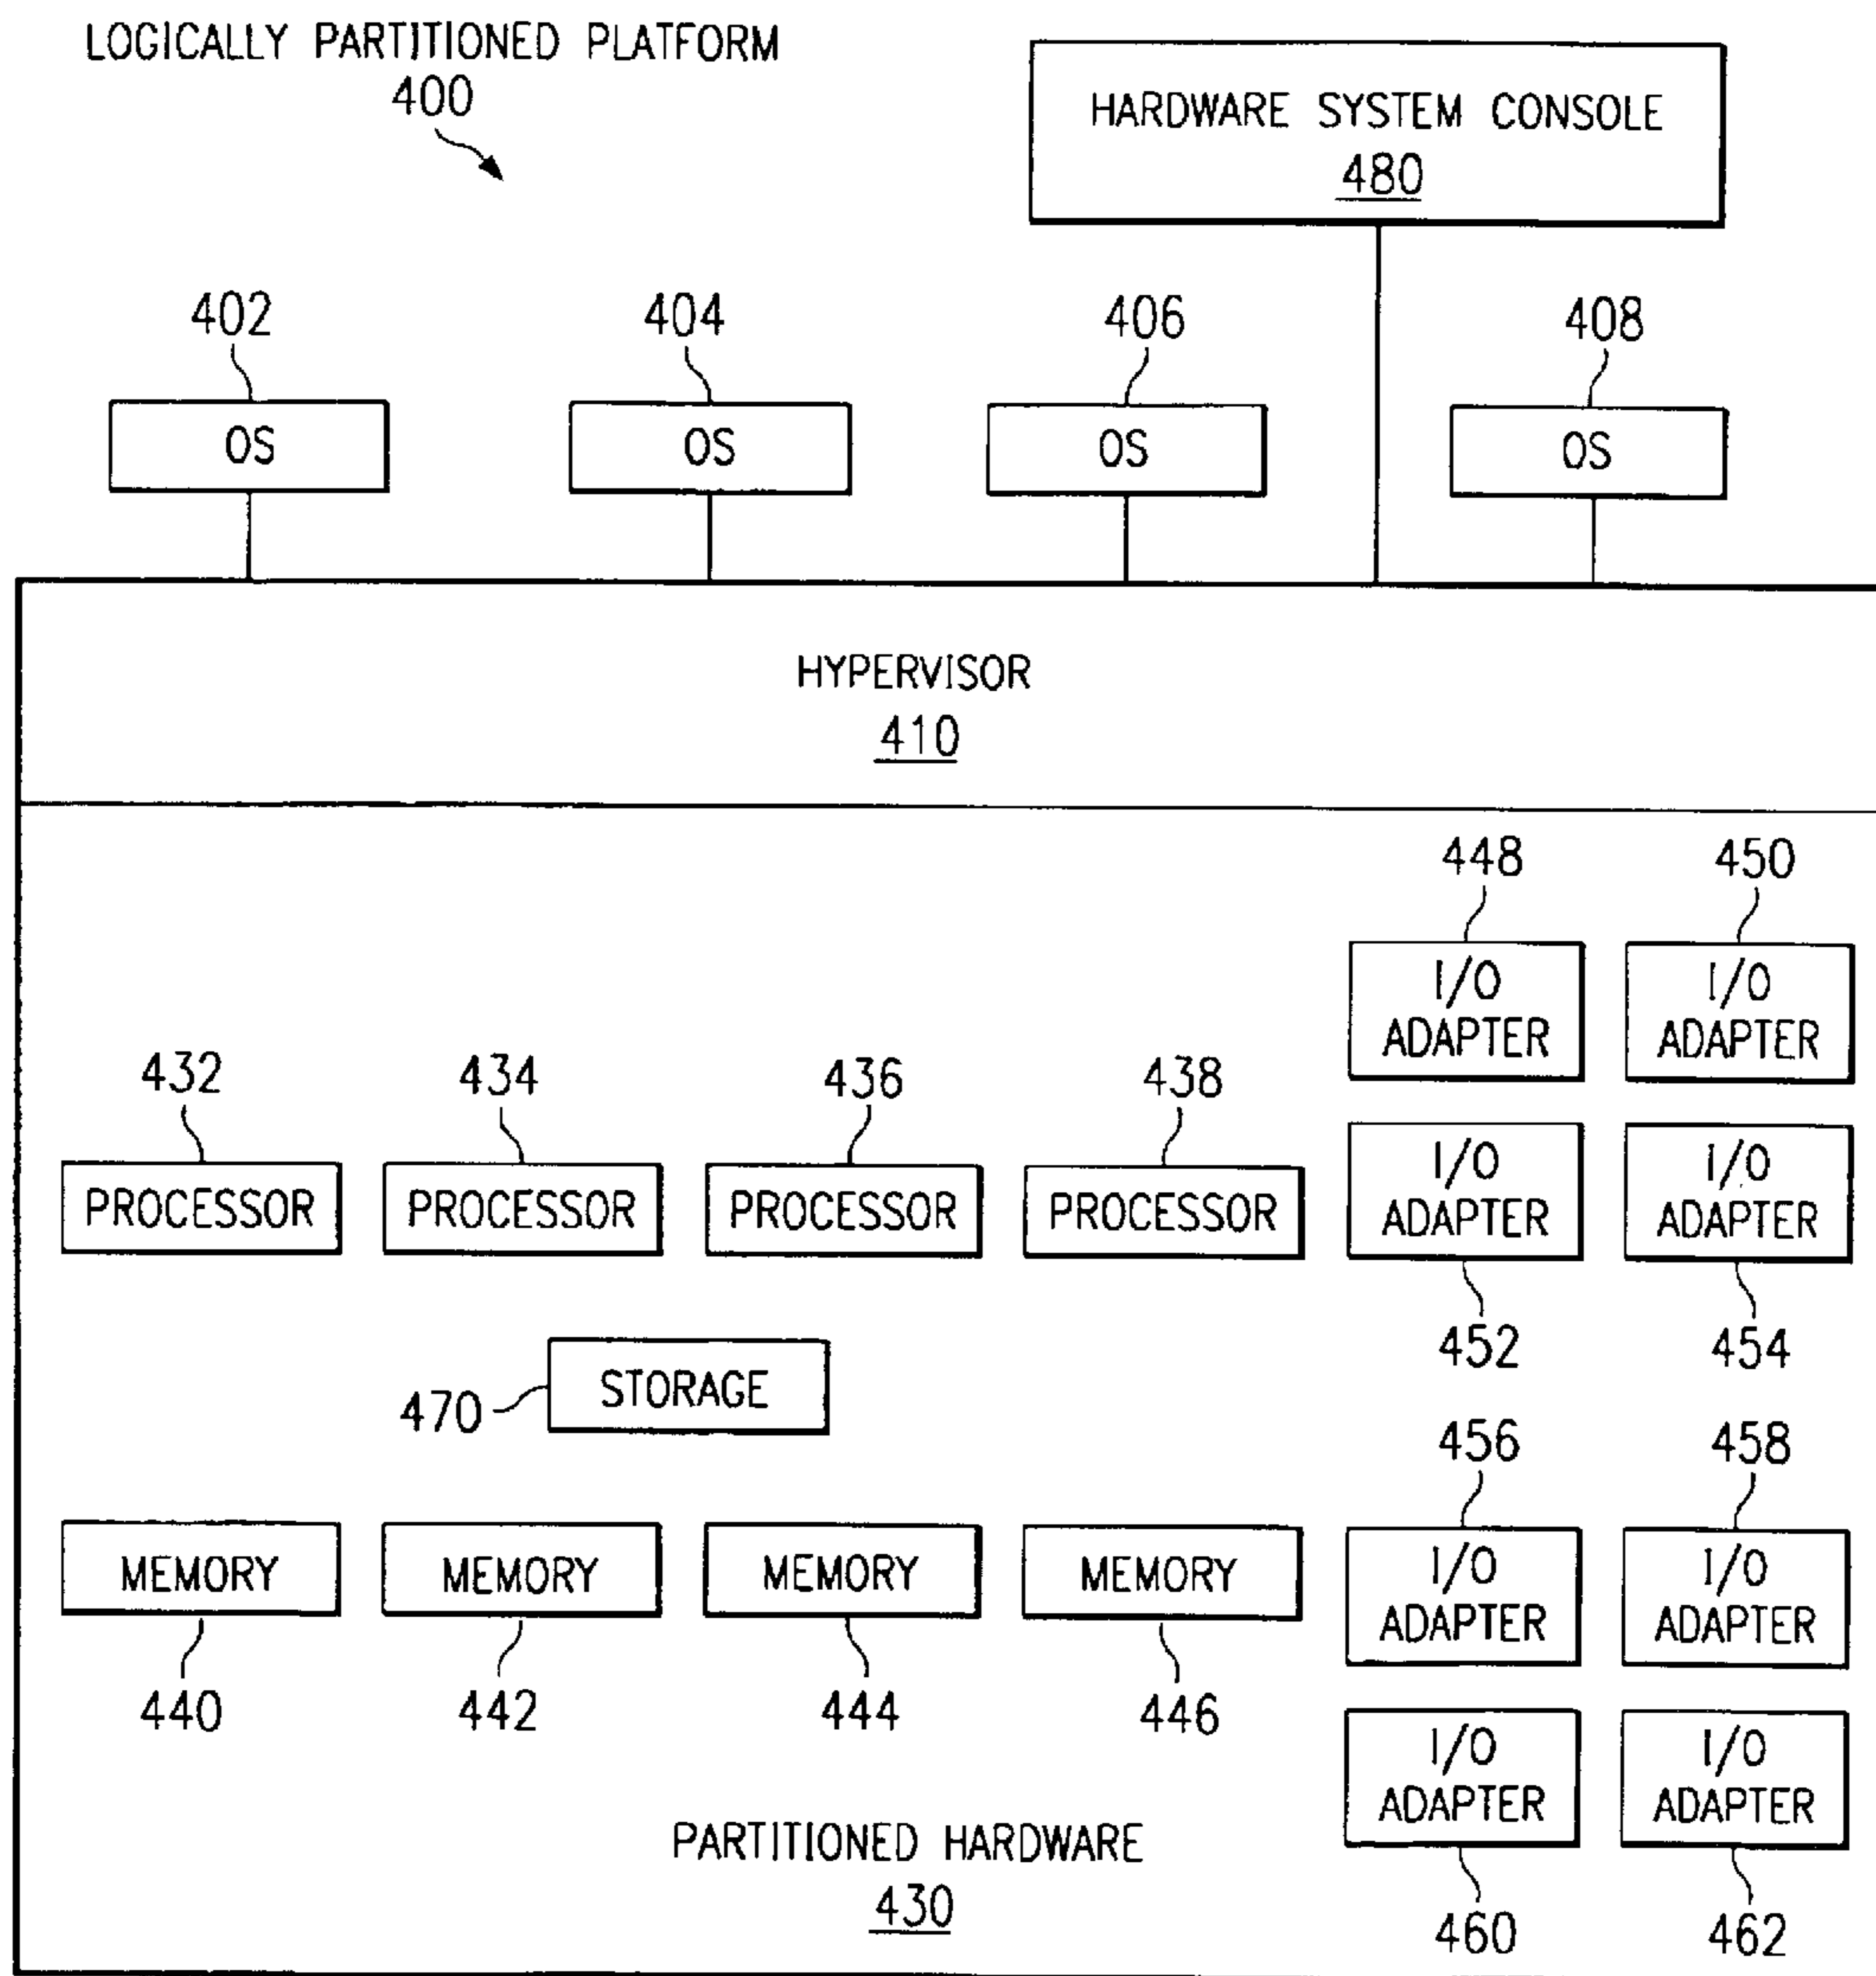 LOGICALLY PARTITIONED PLATFORM
400
HARDWARE SYSTEM CONSOLE
480
402
404
406
408
OS
OS
OS
OS
HYPERVISOR
410
448
450
I/O
ADAPTER
I/O
ADAPTER
432
434
436
438
PROCESSOR
PROCESSOR
PROCESSOR
PROCESSOR
I/O
ADAPTER
I/O
ADAPTER
452
454
470
STORAGE
456
458
MEMORY
MEMORY
MEMORY
MEMORY
I/O
ADAPTER
I/O
ADAPTER
440
442
444
446
I/O
ADAPTER
I/O
ADAPTER
460
462
PARTITIONED HARDWARE
430